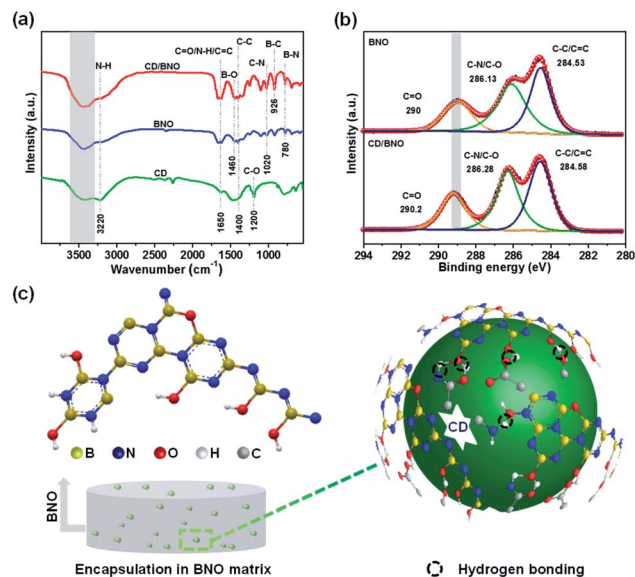 (a)
C=O/N-H/C=C
C-C
B-C
N-H
B-O
C-N
B-N
CD/BNO
926
BNO
1460
1020
780
CD
C-O
3220
1650
1400
1200
Intensity (a.u.)
3500 3000 2500 2000 1500 1000
Wavenumber (cm-1)
(b)
BNO
C-C/C=C
284.53
C-N/C-O
286.13
C=O
290
CD/BNO
C-C/C=C
284.58
C-N/C-O
286.28
C=O
290.2
Intensity (a.u.)
294 292 290 288 286 284 282 280
Binding energy (eV)
(c)
B N O H C
BNO
Encapsulation in BNO matrix
CD
Hydrogen bonding